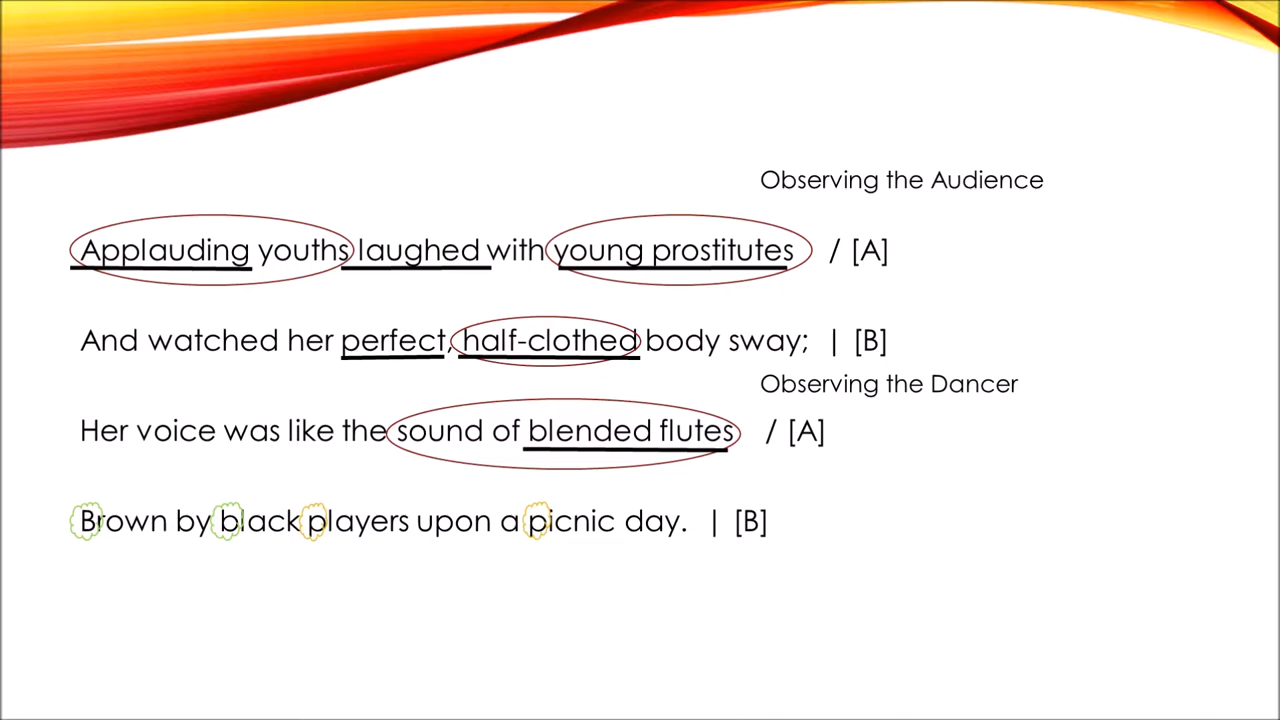 Observing the Audience
Applauding youths laughed with young prostitutes / [A]
And watched her perfect, half-clothed body sway; | [B]
Observing the Dancer
Her voice was like the sound of blended flutes / [A]
Brown by black players upon a picnic day. | [B]